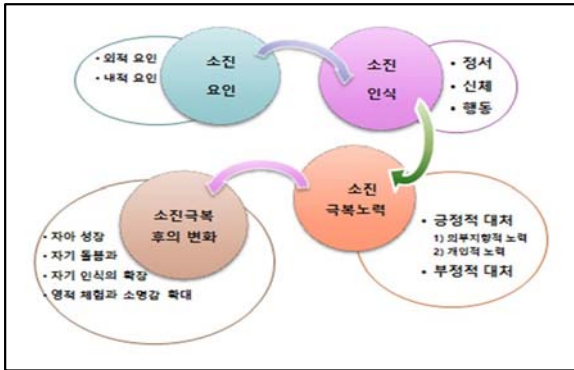 • 외적 요인
• 내적 요인
소진
요인
소진
인식
• 정서
• 신체
• 행동
소진
극복노력
• 긍정적 대처
1) 외부지향적 노력
2) 개인적 노력
• 부정적 대처
소진극복
후의 변화
• 자아 성장
• 자기 돌봄과
• 자기 인식의 확장
• 영적 체험과 소명감 확대